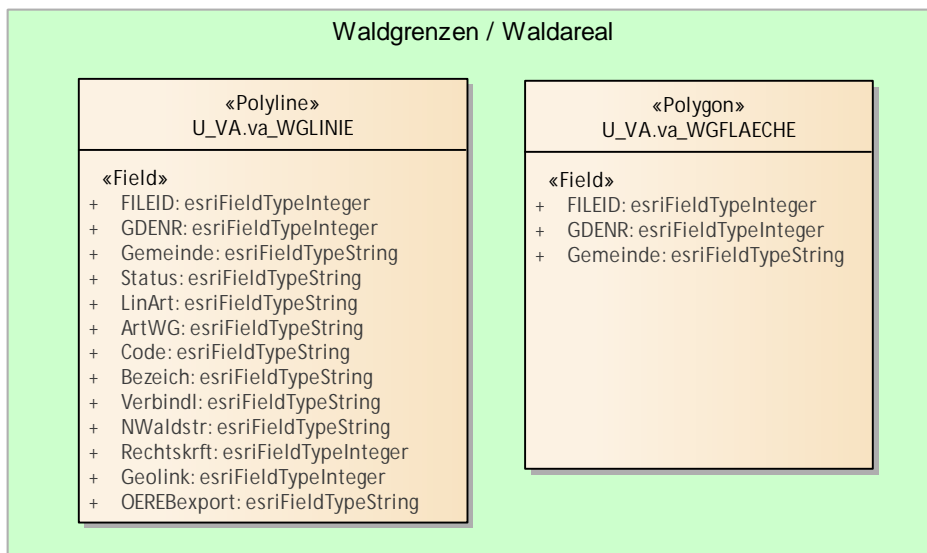 Waldgrenzen / Waldareal
«Polyline»
U_VA.va_WGLINIE
«Field»
+ FILEID: esriFieldTypeInteger
+ GDENR: esriFieldTypeInteger
+ Gemeinde: esriFieldTypeString
+ Status: esriFieldTypeString
+ LinArt: esriFieldTypeString
+ ArtWG: esriFieldTypeString
+ Code: esriFieldTypeString
+ Bezeich: esriFieldTypeString
+ Verbindl: esriFieldTypeString
+ NWaldstr: esriFieldTypeString
+ Rechtskrft: esriFieldTypeInteger
+ Geolink: esriFieldTypeInteger
+ OEREBexport: esriFieldTypeString
«Polygon»
U_VA.va_WGFLAECHE
«Field»
+ FILEID: esriFieldTypeInteger
+ GDENR: esriFieldTypeInteger
+ Gemeinde: esriFieldTypeString